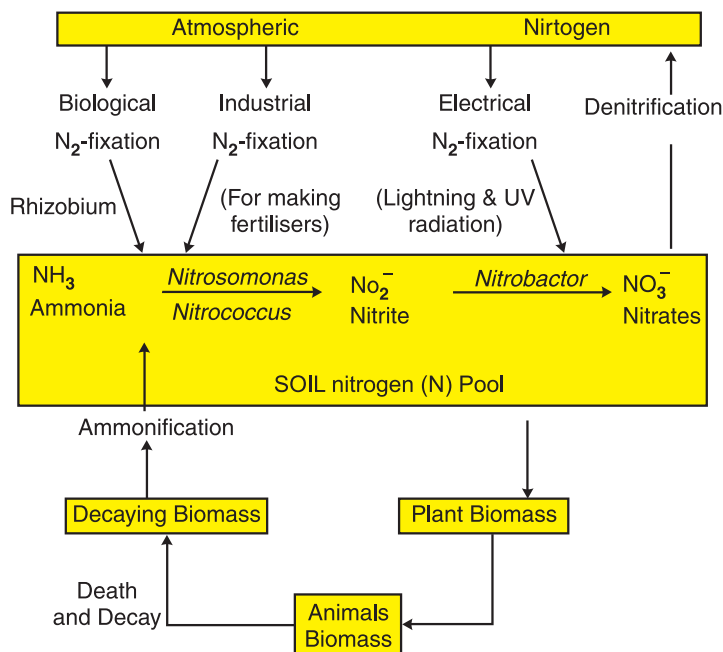 Atmospheric Nirtogen
Biological
N₂-fixation
Industrial
N₂-fixation
Electrical
N₂-fixation
Denitrification
Rhizobium
(For making
fertilisers)
(Lightning & UV
radiation)
NH₃
Ammonia
Nitrosomonas
Nitrococcus
No₂⁻
Nitrite
Nitrobactor
NO₃⁻
Nitrates
SOIL nitrogen (N) Pool
Ammonification
Decaying Biomass
Plant Biomass
Death
and Decay
Animals
Biomass